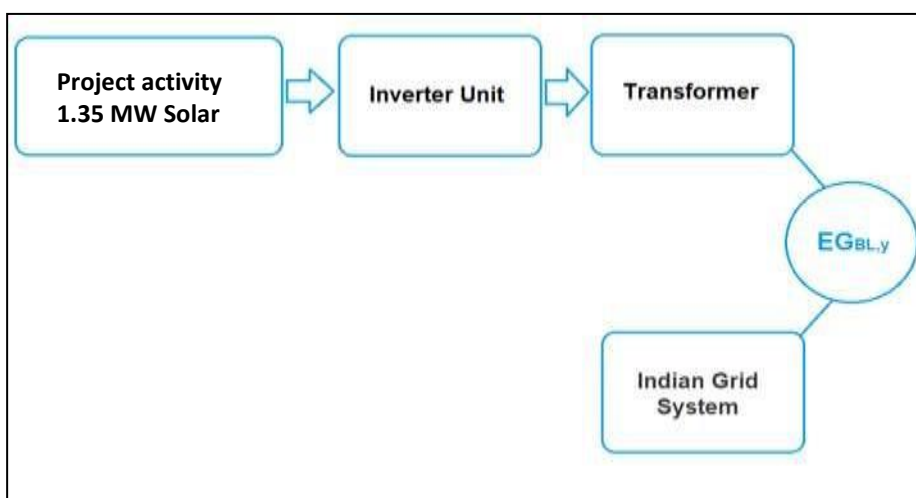 Project activity
1.35 MW Solar
Inverter Unit
Transformer
EGBL,y
Indian Grid
System